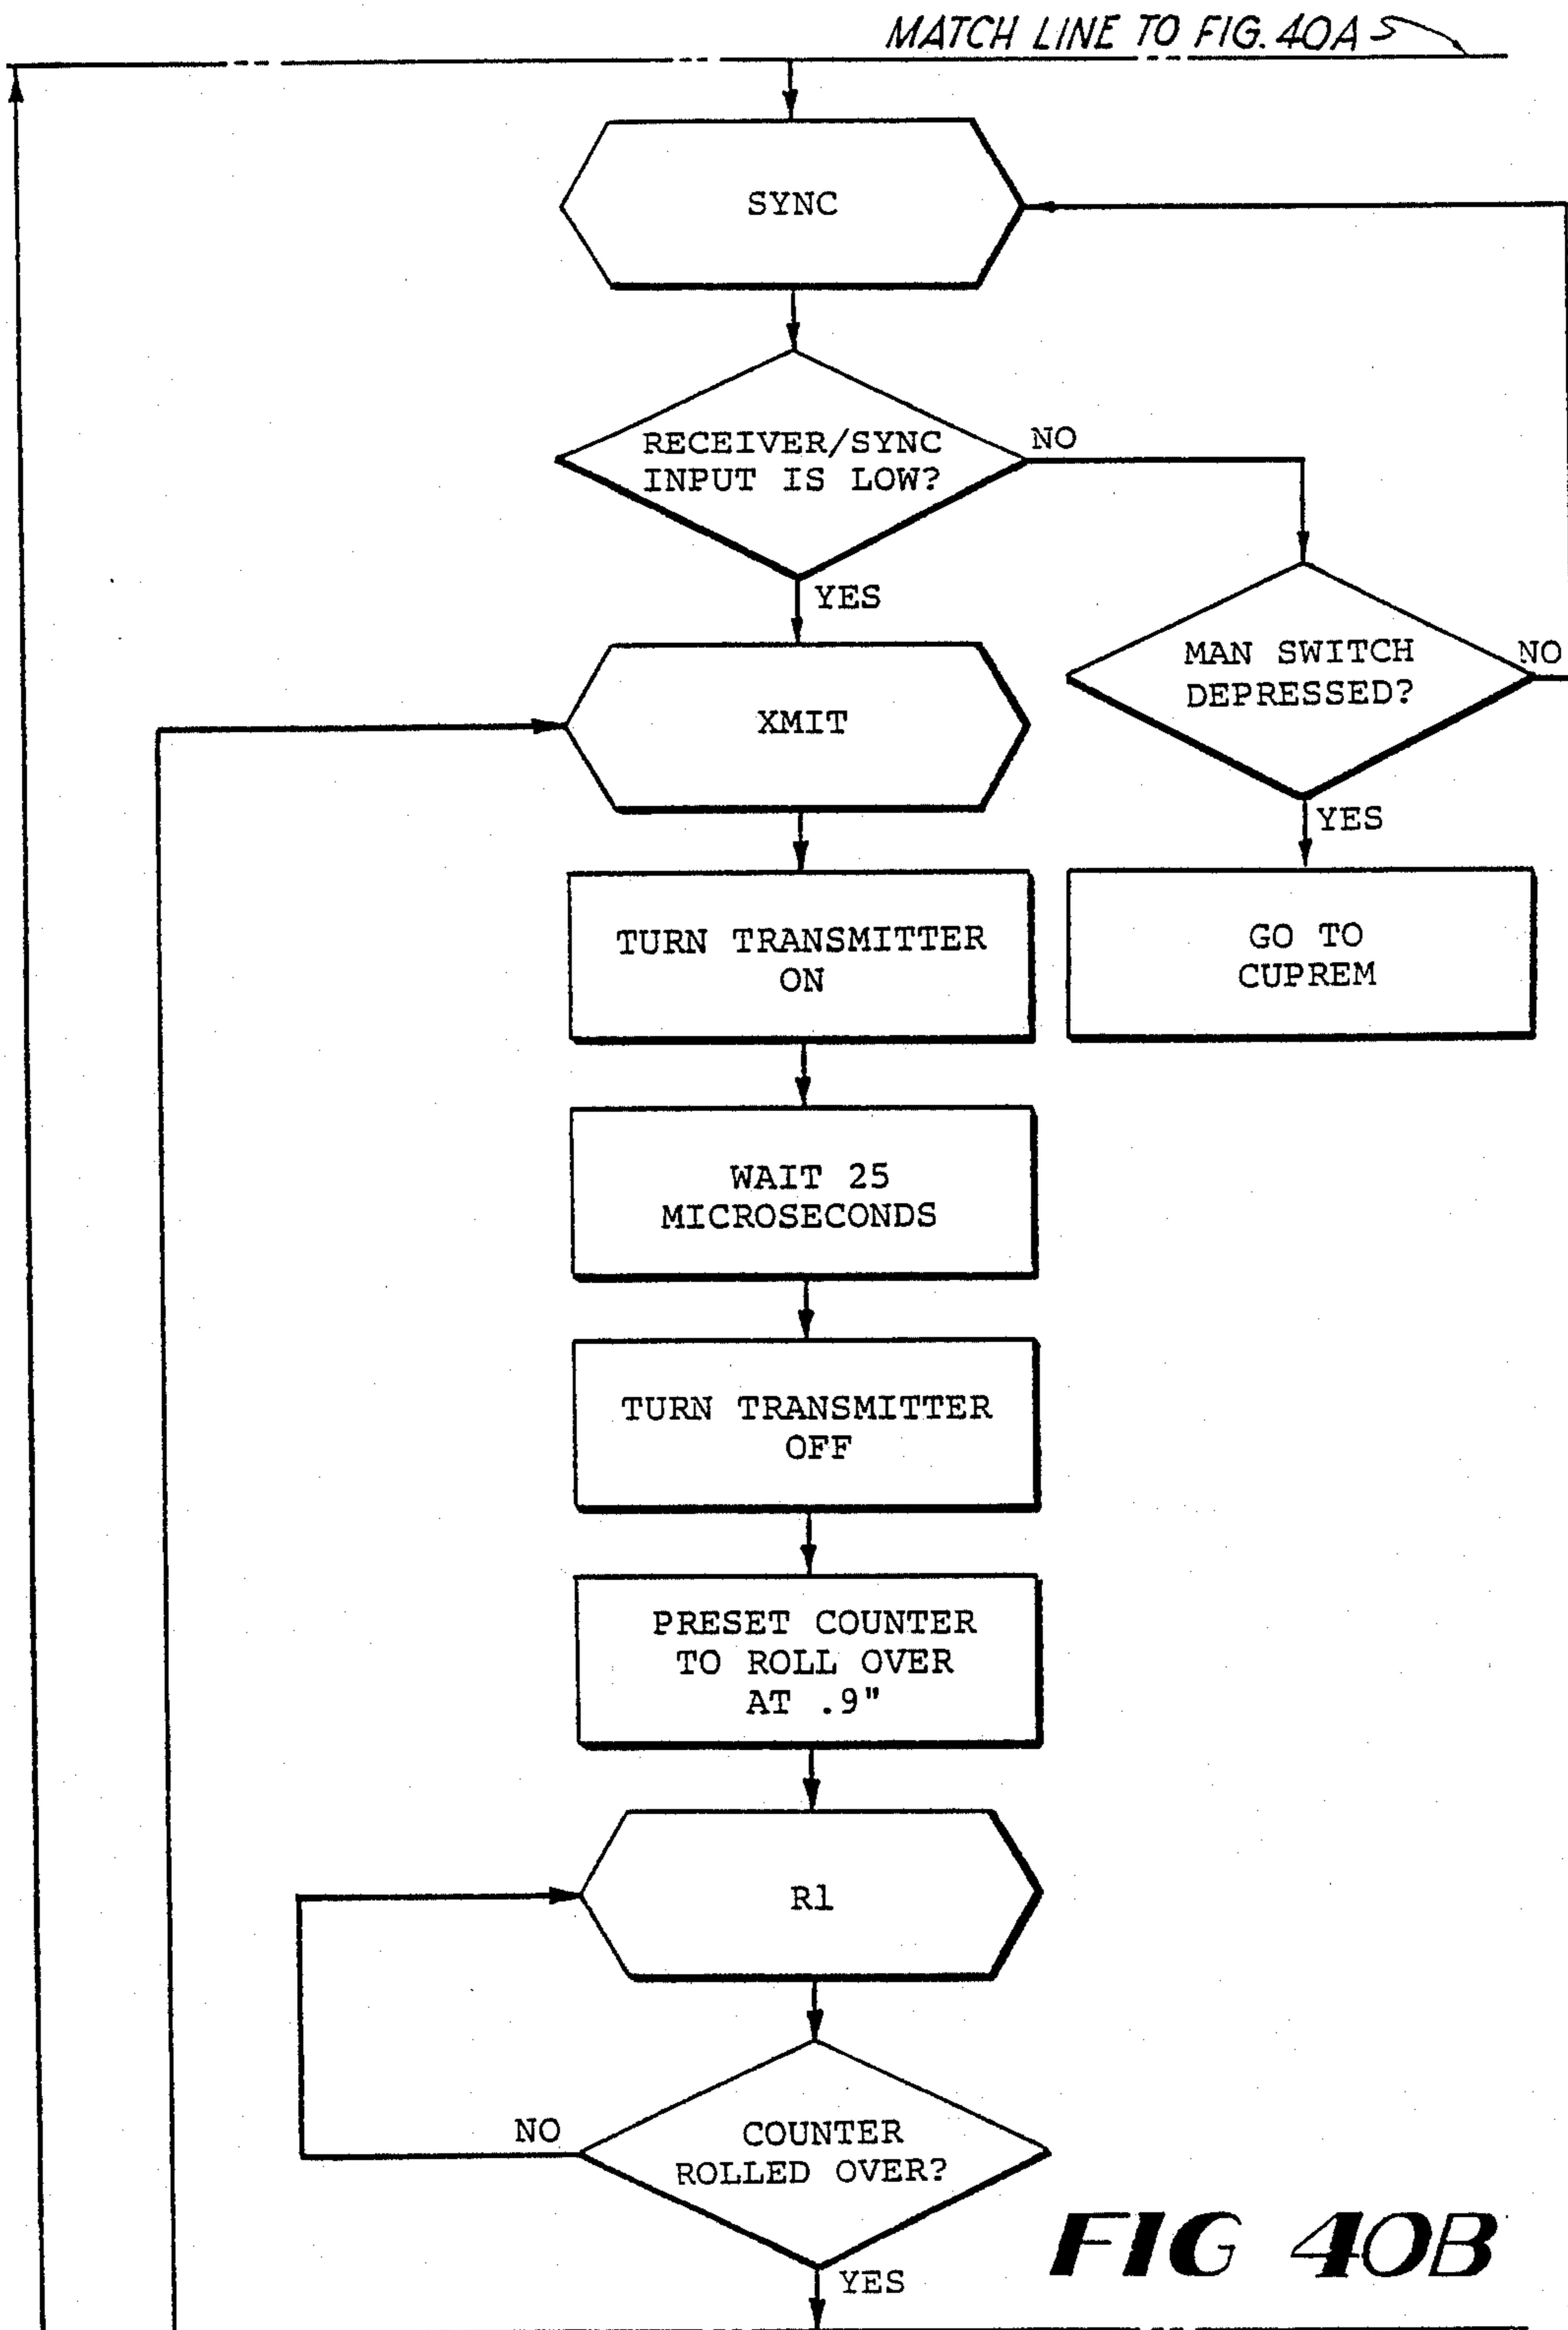 MATCH LINE TO FIG. 40A
SYNC
RECEIVER/SYNC
INPUT IS LOW?
NO
YES
MAN SWITCH
DEPRESSED?
NO
XMIT
YES
TURN TRANSMITTER
ON
GO TO
CUPREM
WAIT 25
MICROSECONDS
TURN TRANSMITTER
OFF
PRESET COUNTER
TO ROLL OVER
AT .9"
R1
NO
COUNTER
ROLLED OVER?
YES
FIG 40B